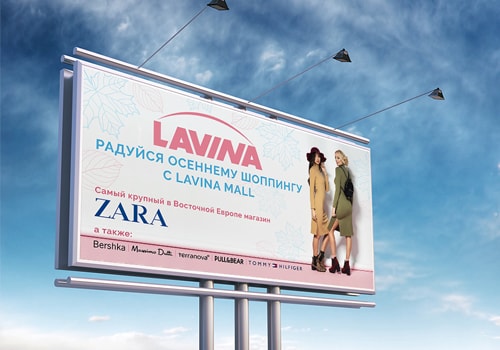 LAVINA
РАДУЙСЯ ОСЕННЕМУ ШОППИНГУ
С LAVINA MALL
Самый крупный в Восточной Европе магазин
ZARA
а также:
Bershka | Massimo Dutti | terranova | PULL&BEAR | TOMMY HILFIGER